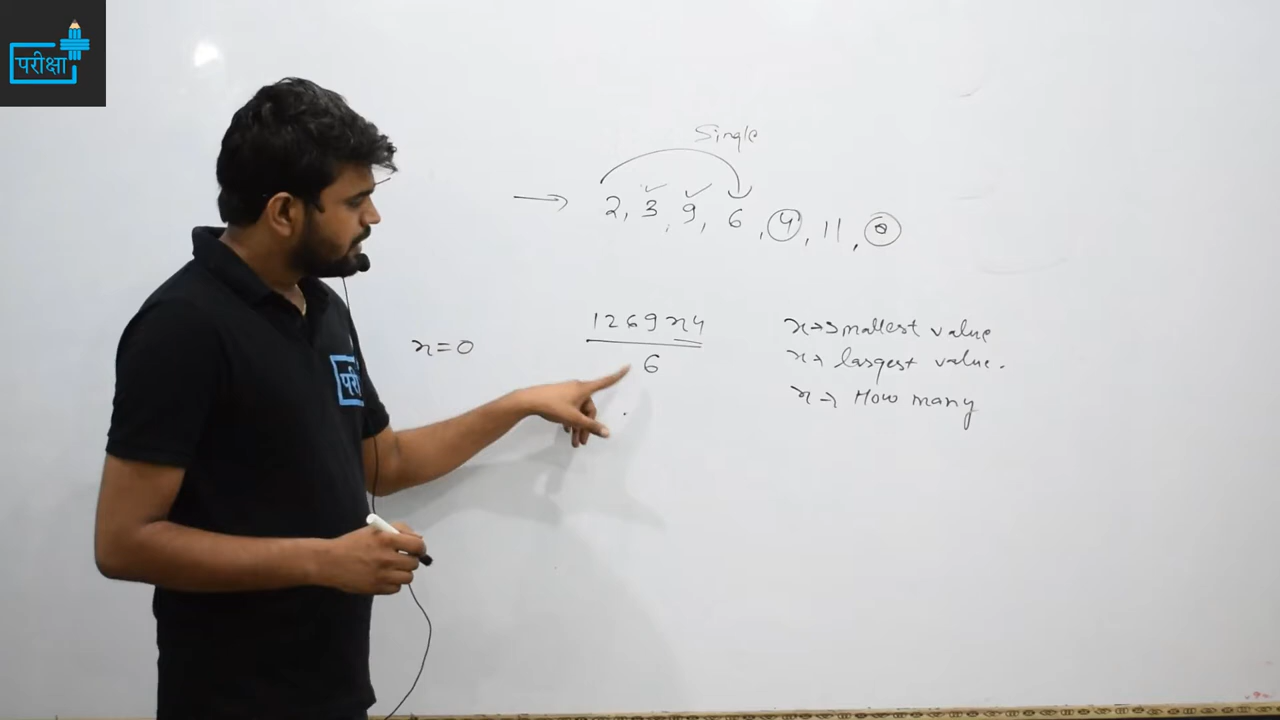 परीक्षा
Single
→ 2, 3, 9, 6, 4, 11, 8
x=0
1269x4
6
x→smallest value
x→ largest value.
x→ How many
परी